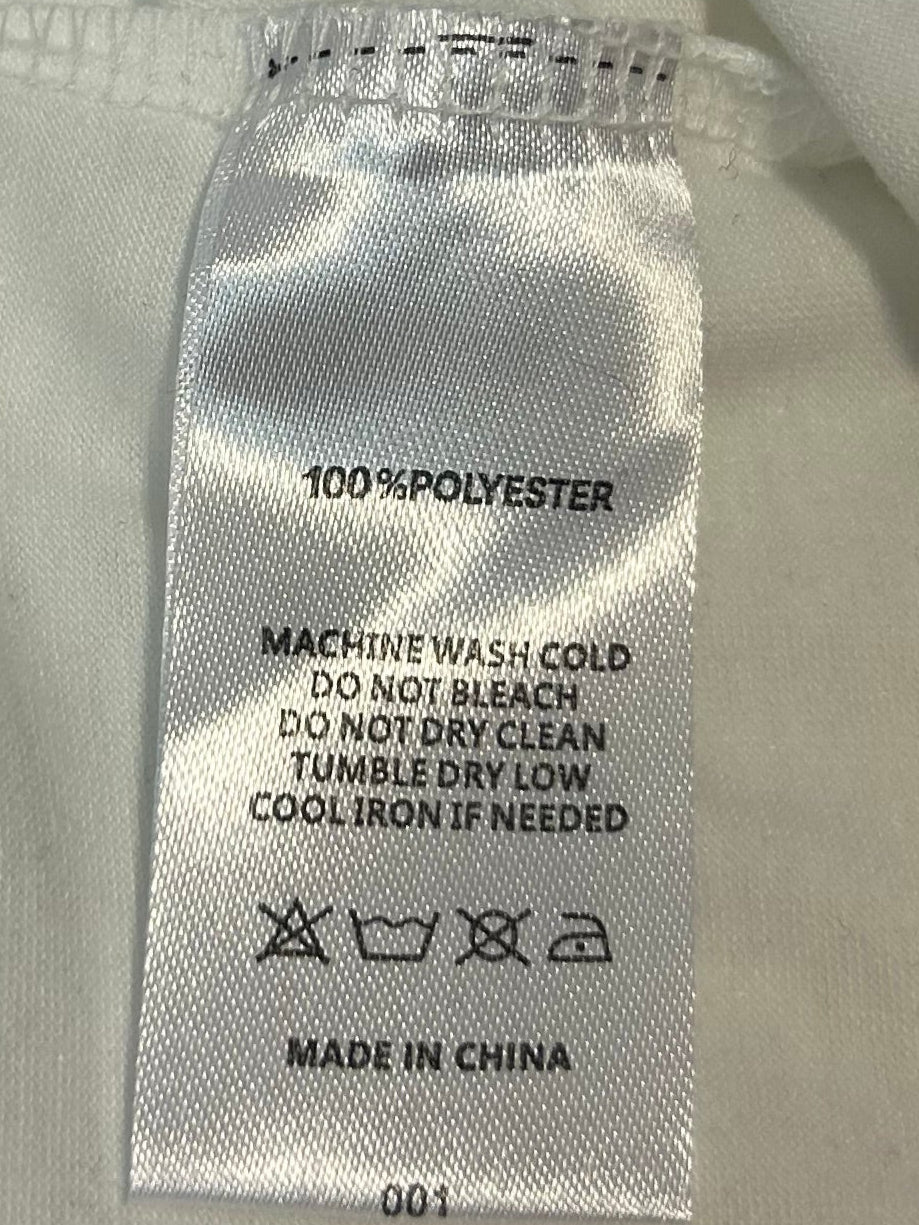 100%POLYESTER
MACHINE WASH COLD
DO NOT BLEACH
DO NOT DRY CLEAN
TUMBLE DRY LOW
COOL IRON IF NEEDED
MADE IN CHINA
001